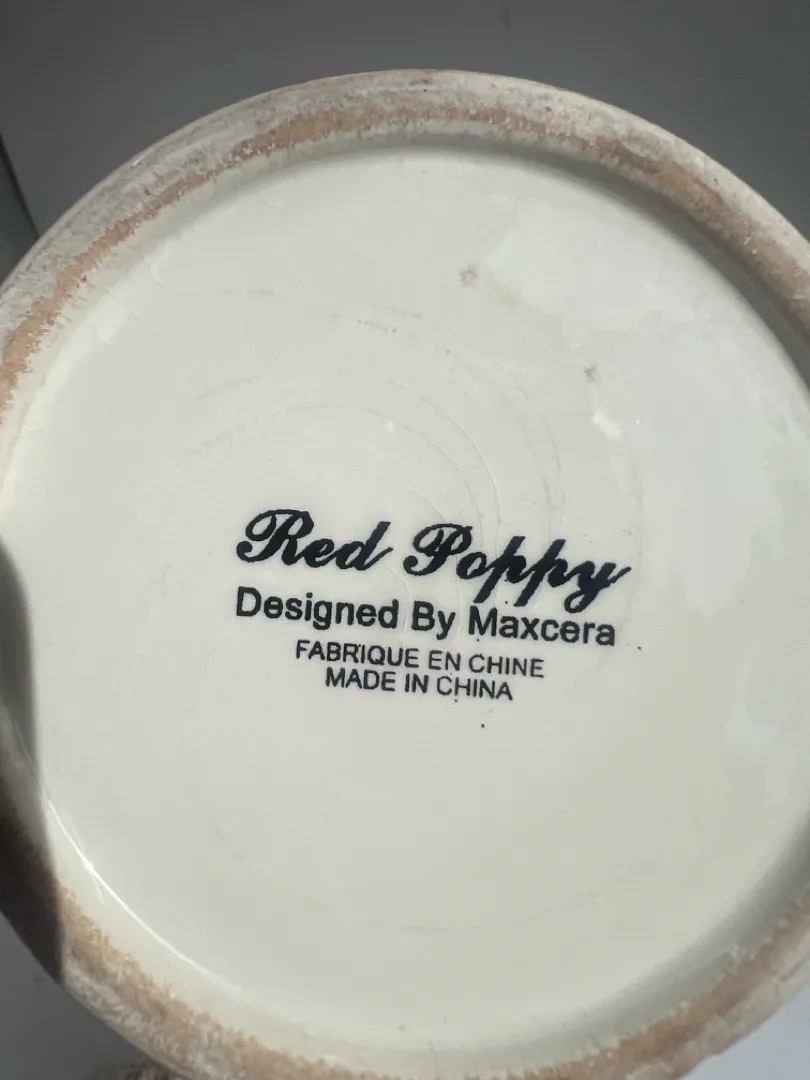 Red Poppy
Designed By Maxcera
FABRIQUE EN CHINE
MADE IN CHINA